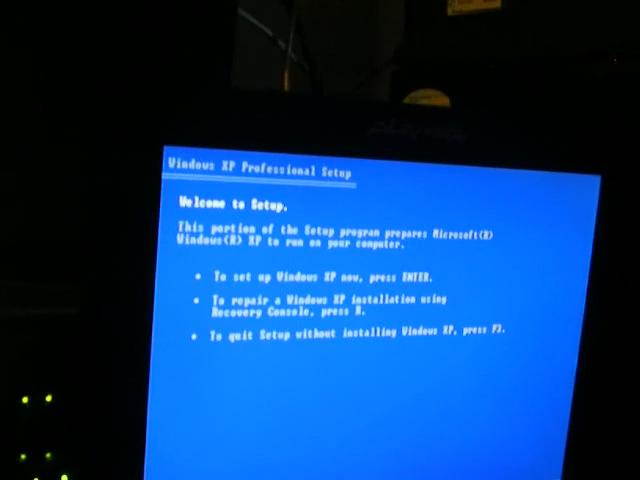 Windows XP Professional Setup
Welcome to Setup.
This portion of the Setup program prepares Microsoft(R)
Windows(R) XP to run on your computer.
• To set up Windows XP now, press ENTER.
• To repair a Windows XP installation using
Recovery Console, press R.
• To quit Setup without installing Windows XP, press F3.